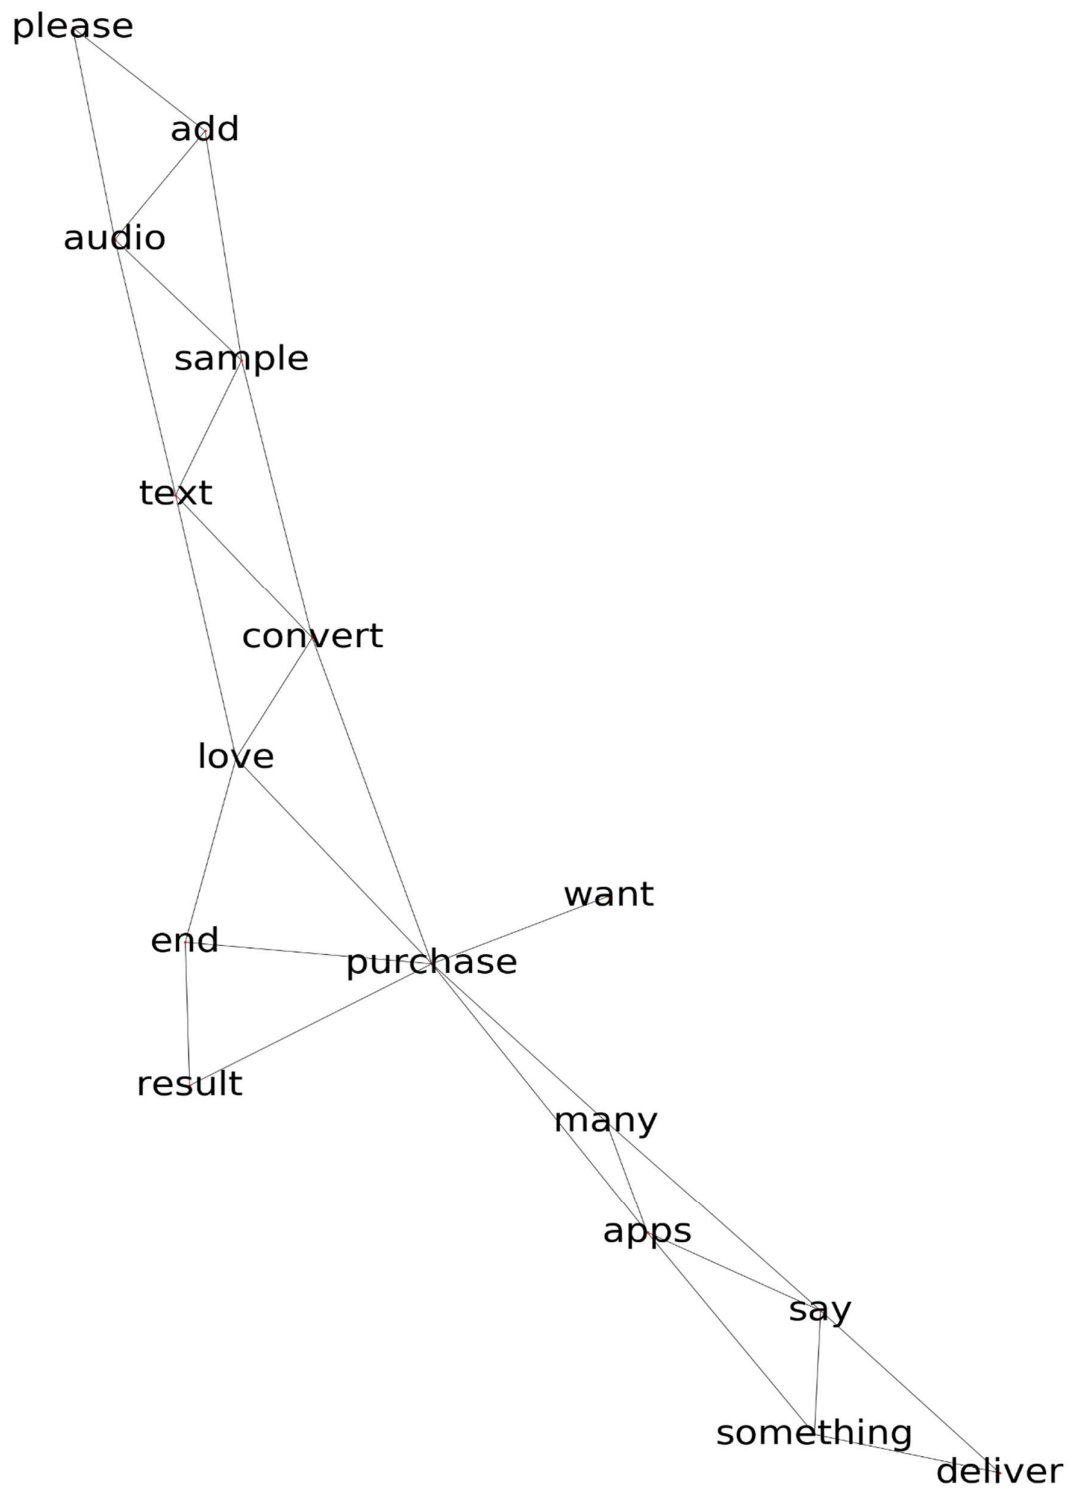 please
add
audio
sample
text
convert
love
want
end
purchase
result
many
apps
say
something
deliver